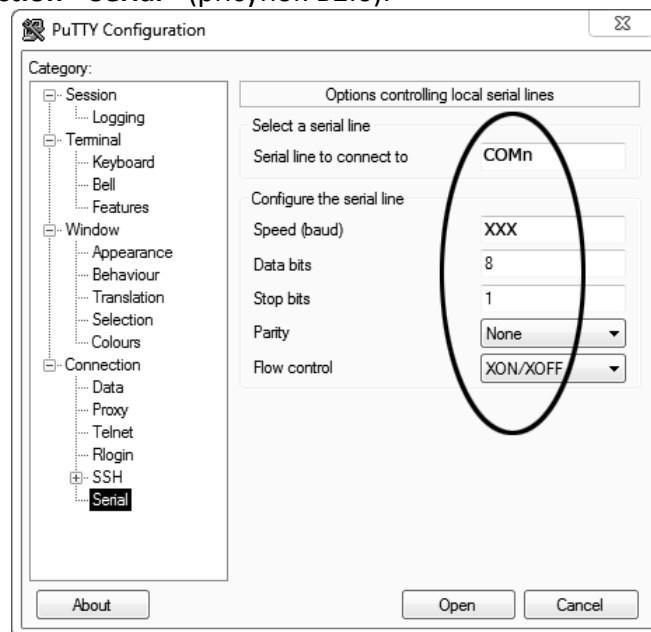 (рисунок B2.8).
PuTTY Configuration
Category:
Session
Logging
Terminal
Keyboard
Bell
Features
Window
Appearance
Behaviour
Translation
Selection
Colours
Connection
Data
Proxy
Telnet
Rlogin
SSH
Serial
Options controlling local serial lines
Select a serial line
Serial line to connect to COMn
Configure the serial line
Speed (baud) XXX
Data bits 8
Stop bits 1
Parity None
Flow control XON/XOFF
About Open Cancel